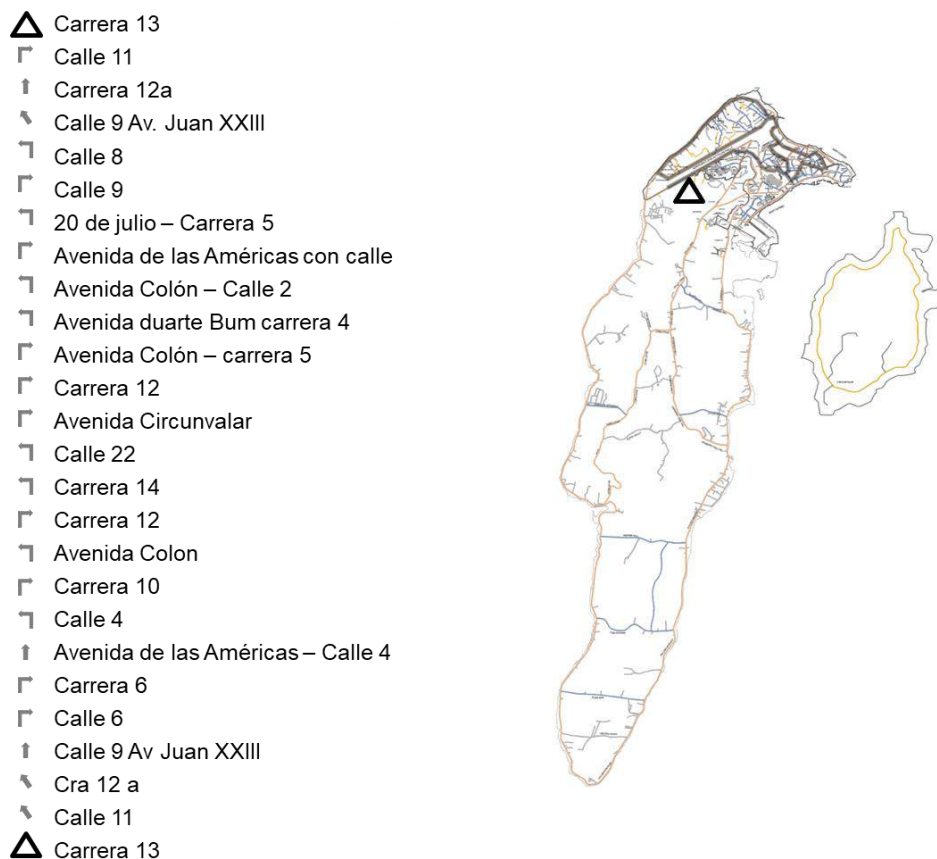 Carrera 13
Calle 11
Carrera 12a
Calle 9 Av. Juan XXIII
Calle 8
Calle 9
20 de julio – Carrera 5
Avenida de las Américas con calle
Avenida Colón – Calle 2
Avenida duarte Bum carrera 4
Avenida Colón – carrera 5
Carrera 12
Avenida Circunvalar
Calle 22
Carrera 14
Carrera 12
Avenida Colon
Carrera 10
Calle 4
Avenida de las Américas – Calle 4
Carrera 6
Calle 6
Calle 9 Av Juan XXIII
Cra 12 a
Calle 11
Carrera 13